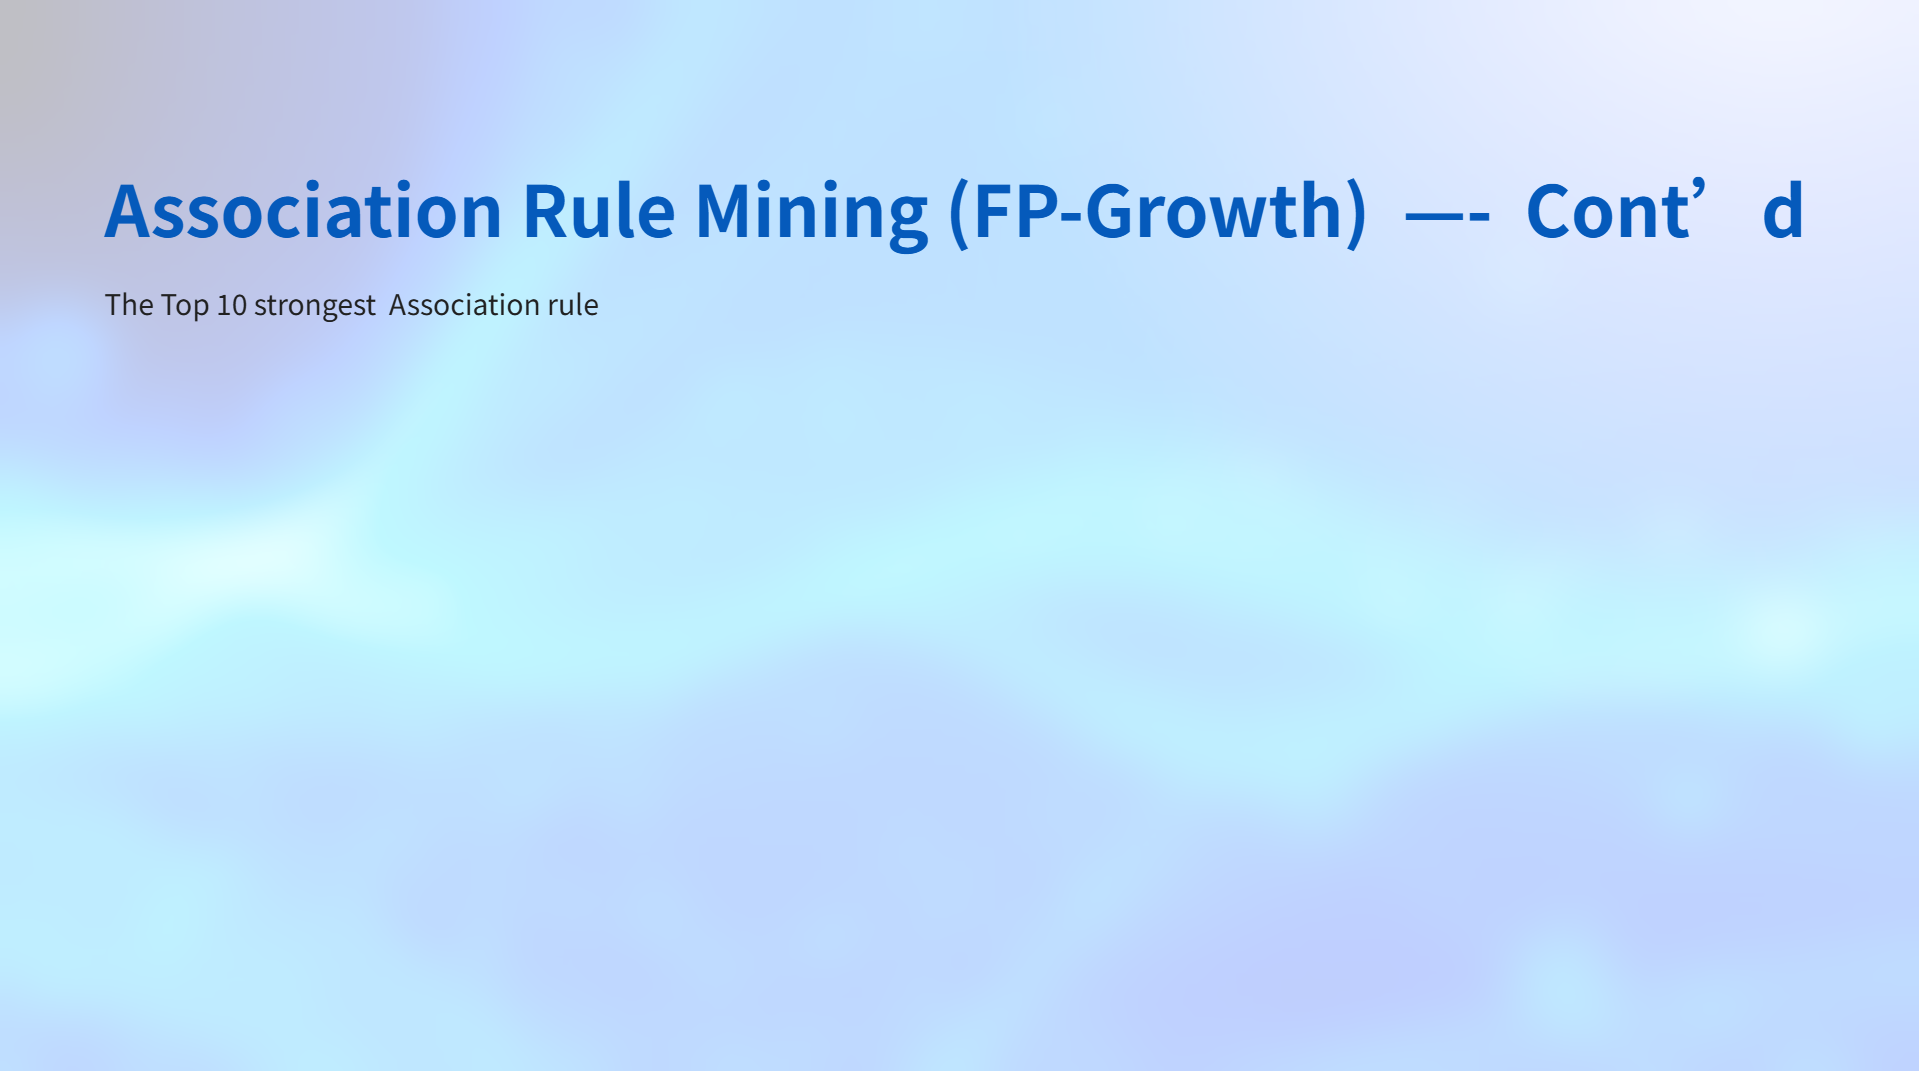 Association Rule Mining (FP-Growth) —- Cont’d
The Top 10 strongest Association rule